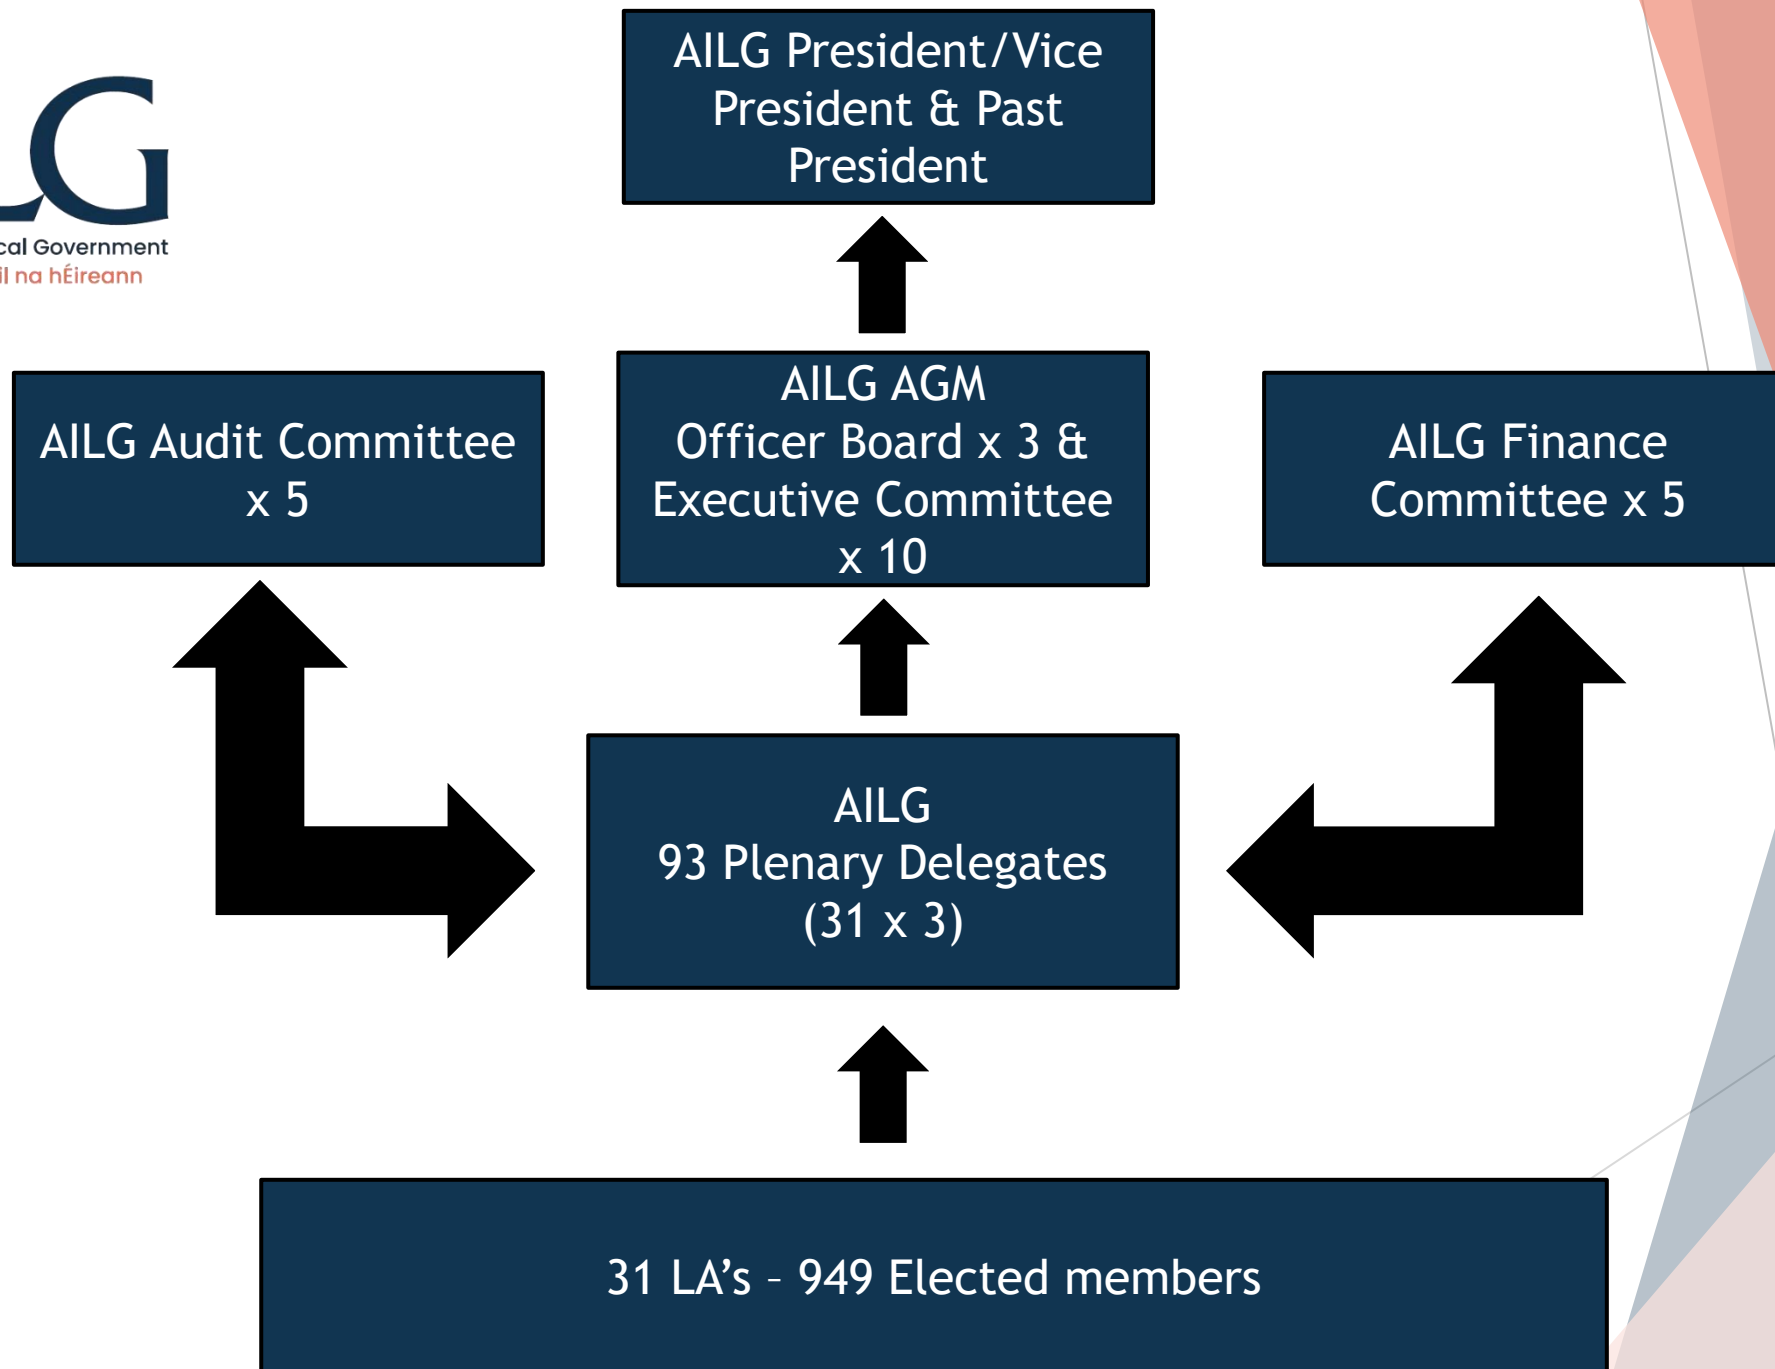 LG
cal Government
il na hÉireann
AILG President/Vice
President & Past
President
AILG Audit Committee
x 5
AILG AGM
Officer Board x 3 &
Executive Committee
x 10
AILG Finance
Committee x 5
AILG
93 Plenary Delegates
(31 x 3)
31 LA’s – 949 Elected members